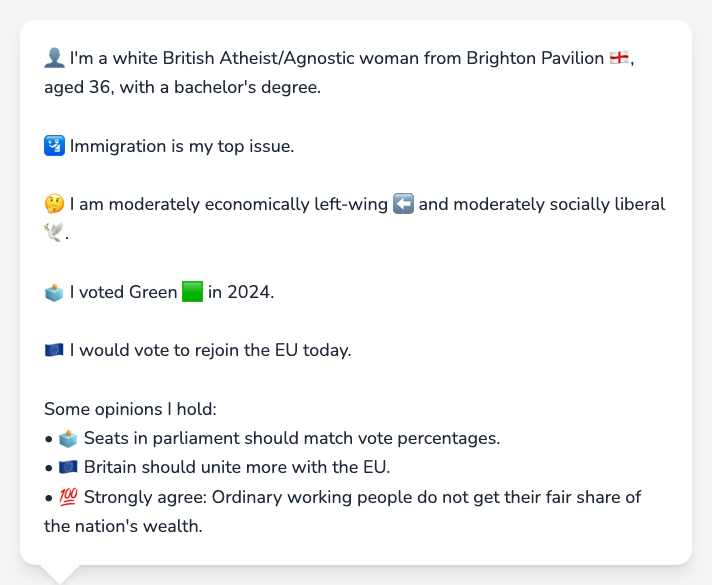 👤 I'm a white British Atheist/Agnostic woman from Brighton Pavilion 🏴󠁧󠁢󠁥󠁮󠁧󠁿,
aged 36, with a bachelor's degree.
🛂 Immigration is my top issue.
🤔 I am moderately economically left-wing ⬅️ and moderately socially liberal
🕊️.
🗳️ I voted Green 🟩 in 2024.
🇪🇺 I would vote to rejoin the EU today.
Some opinions I hold:
• 🗳️ Seats in parliament should match vote percentages.
• 🇪🇺 Britain should unite more with the EU.
• 💯 Strongly agree: Ordinary working people do not get their fair share of
the nation's wealth.